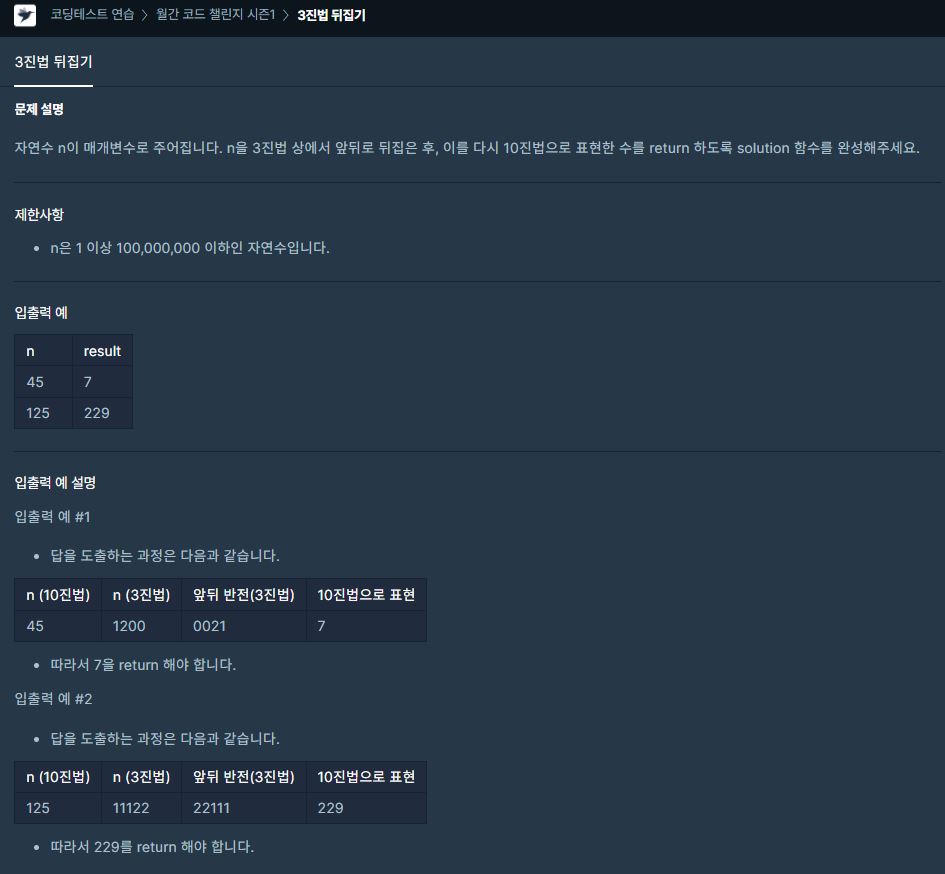 코딩테스트 연습 > 월간 코드 챌린지 시즌1 > 3진법 뒤집기
3진법 뒤집기
문제 설명
자연수 n이 매개변수로 주어집니다. n을 3진법 상에서 앞뒤로 뒤집은 후, 이를 다시 10진법으로 표현한 수를 return 하도록 solution 함수를 완성해주세요.
제한사항
• n은 1 이상 100,000,000 이하인 자연수입니다.
입출력 예
n result
45 7
125 229
입출력 예 설명
입출력 예 #1
• 답을 도출하는 과정은 다음과 같습니다.
n (10진법) n (3진법) 앞뒤 반전(3진법) 10진법으로 표현
45 1200 0021 7
• 따라서 7을 return 해야 합니다.
입출력 예 #2
• 답을 도출하는 과정은 다음과 같습니다.
n (10진법) n (3진법) 앞뒤 반전(3진법) 10진법으로 표현
125 11122 22111 229
• 따라서 229를 return 해야 합니다.